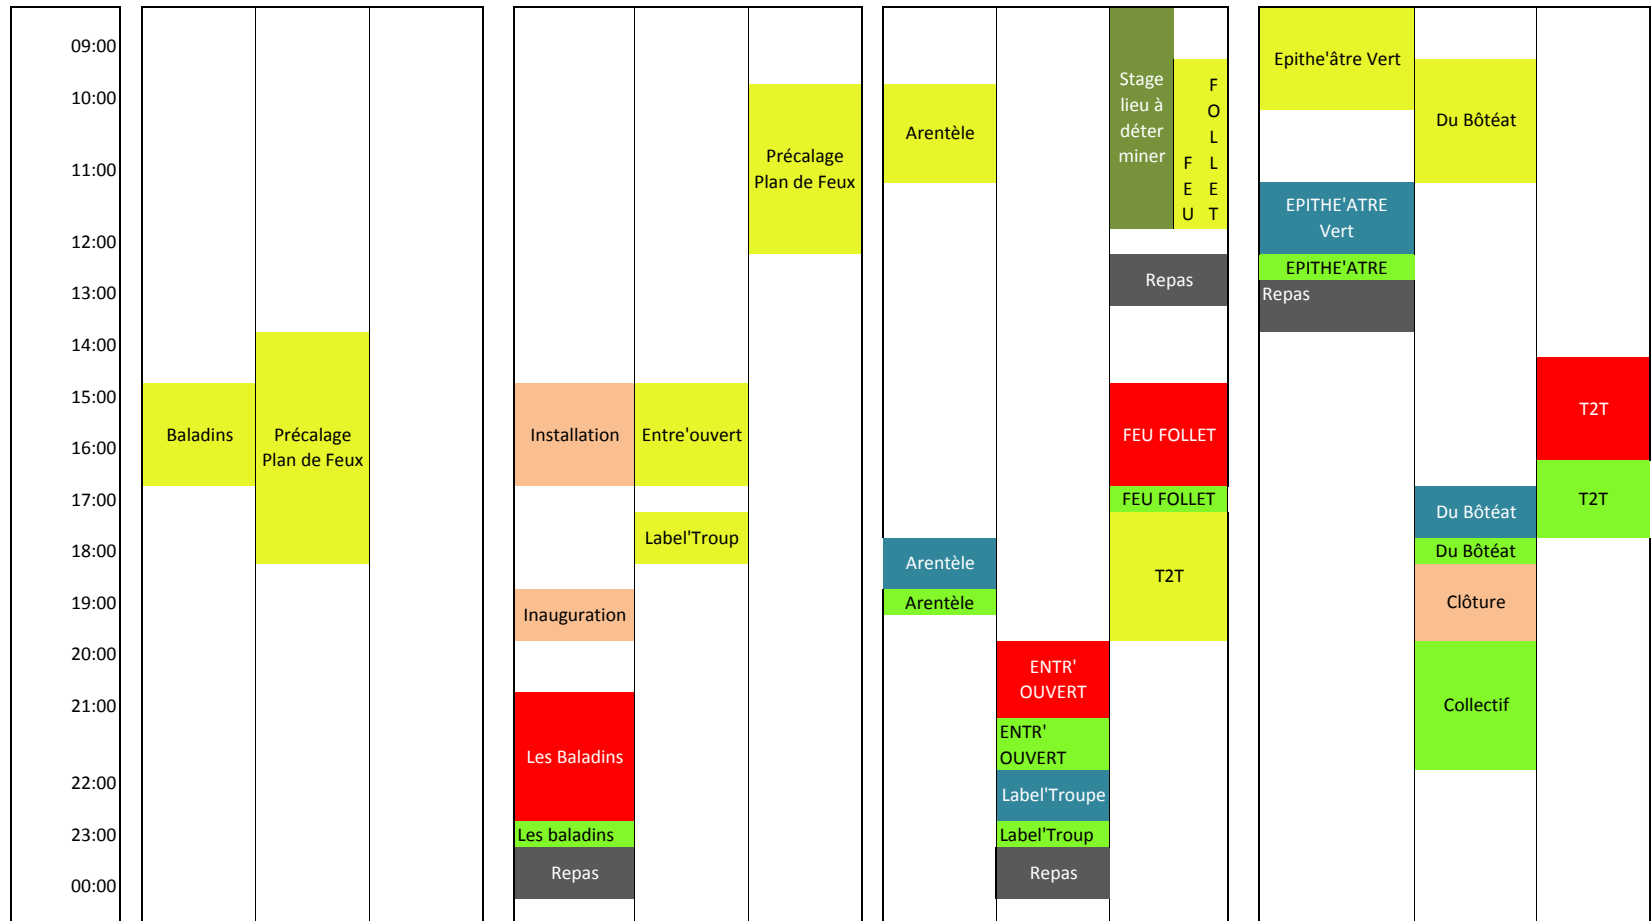 09:00
10:00
11:00
12:00
13:00
14:00
15:00
16:00
17:00
18:00
19:00
20:00
21:00
22:00
23:00
00:00
Baladins
Précalage
Plan de Feux
Installation
Inauguration
Les Baladins
Les baladins
Repas
Entre'ouvert
Label'Troup
Précalage
Plan de Feux
Arentèle
Arentèle
Arentèle
ENTR'
OUVERT
ENTR'
OUVERT
Label'Troupe
Label'Troup
Repas
Stage
lieu à
déter
miner
FEU
FOLLET
Repas
FEU FOLLET
FEU FOLLET
T2T
Epithe'âtre Vert
EPITHE'ATRE
Vert
EPITHE'ATRE
Repas
Du Bôtéat
Du Bôtéat
Du Bôtéat
Clôture
Collectif
T2T
T2T